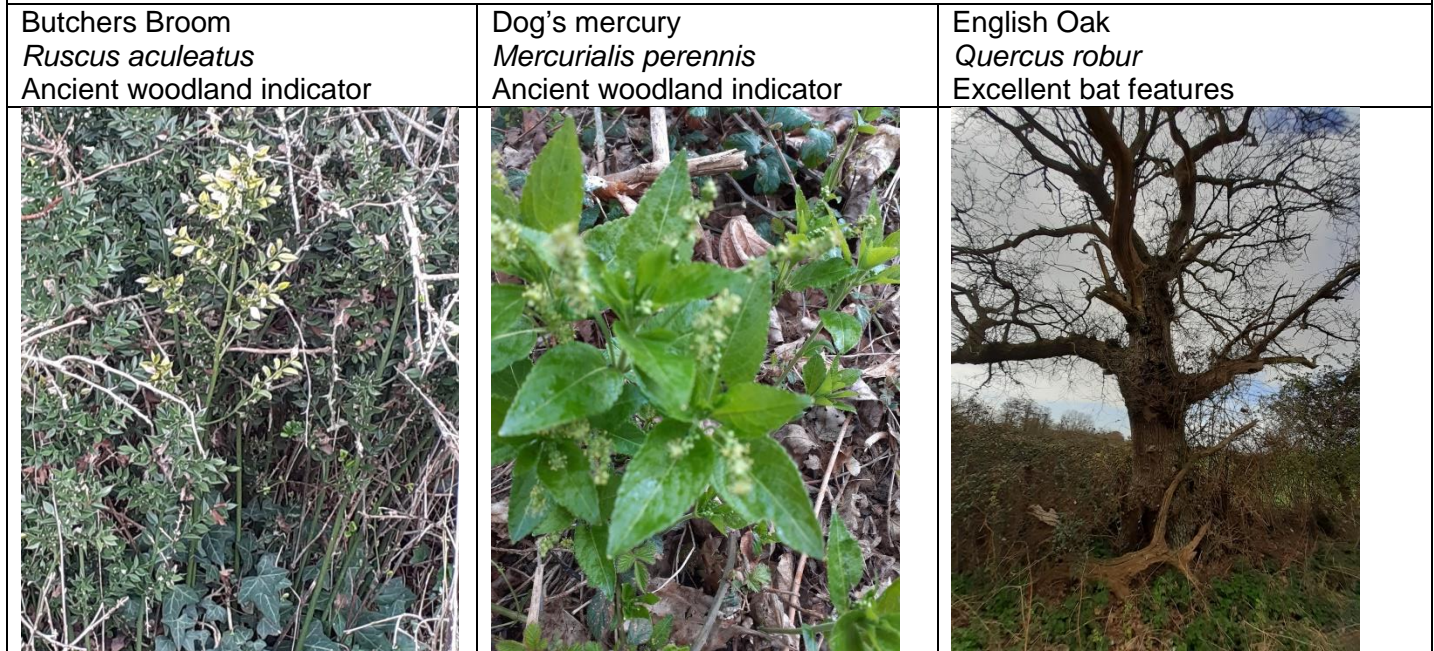 Butchers Broom
Ruscus aculeatus
Ancient woodland indicator
Dog's mercury
Mercurialis perennis
Ancient woodland indicator
English Oak
Quercus robur
Excellent bat features